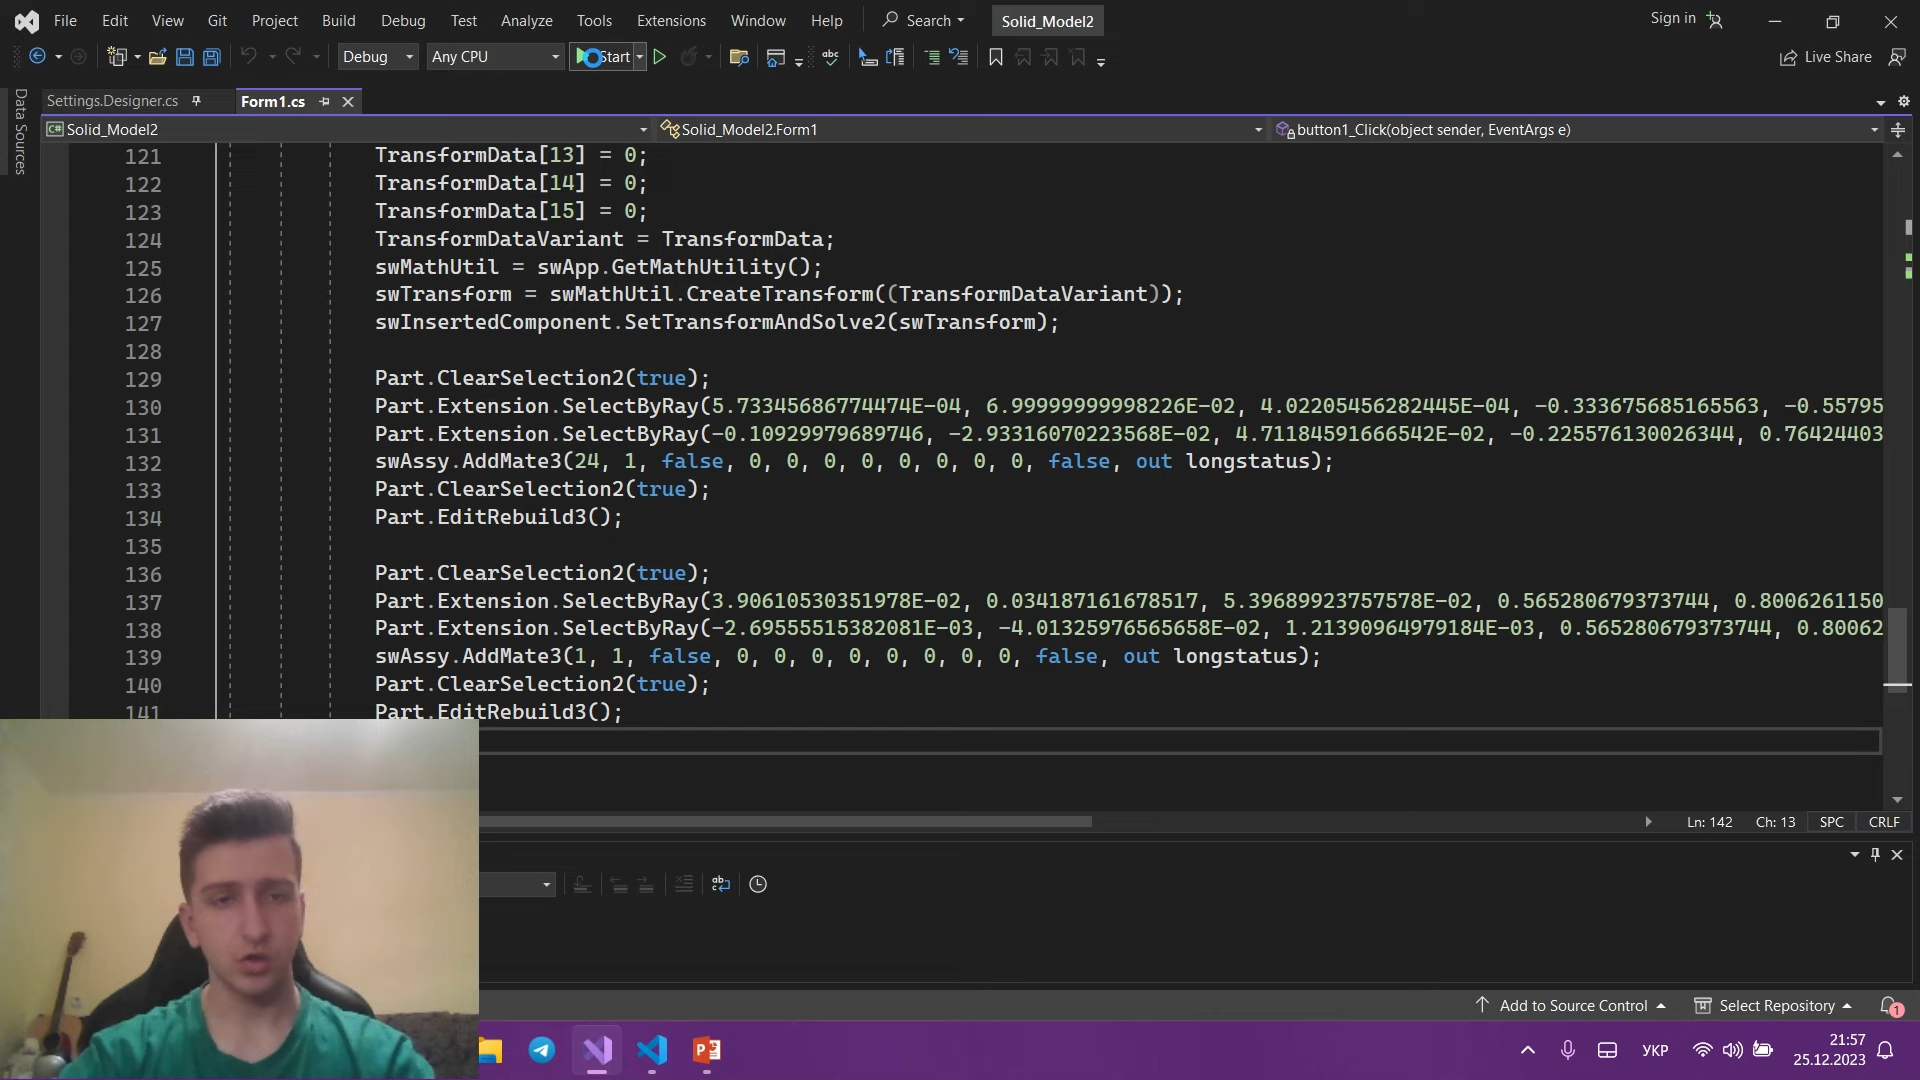 File Edit View Git Project Build Debug Test Analyze Tools Extensions Window Help Search Solid_Model2 Sign in
Debug Any CPU Start Live Share
Data Sources
Settings.Designer.cs Form1.cs
C# Solid_Model2 Solid_Model2.Form1 button1_Click(object sender, EventArgs e)
121 TransformData[13] = 0;
122 TransformData[14] = 0;
123 TransformData[15] = 0;
124 TransformDataVariant = TransformData;
125 swMathUtil = swApp.GetMathUtility();
126 swTransform = swMathUtil.CreateTransform((TransformDataVariant));
127 swInsertedComponent.SetTransformAndSolve2(swTransform);
128
129 Part.ClearSelection2(true);
130 Part.Extension.SelectByRay(5.73345686774474E-04, 6.99999999998226E-02, 4.02205456282445E-04, -0.333675685165563, -0.55795
131 Part.Extension.SelectByRay(-0.10929979689746, -2.93316070223568E-02, 4.71184591666542E-02, -0.225576130026344, 0.76424403
132 swAssy.AddMate3(24, 1, false, 0, 0, 0, 0, 0, 0, 0, 0, false, out longstatus);
133 Part.ClearSelection2(true);
134 Part.EditRebuild3();
135
136 Part.ClearSelection2(true);
137 Part.Extension.SelectByRay(3.90610530351978E-02, 0.034187161678517, 5.39689923757578E-02, 0.565280679373744, 0.8006261150
138 Part.Extension.SelectByRay(-2.69555515382081E-03, -4.01325976565658E-02, 1.21390964979184E-03, 0.565280679373744, 0.80062
139 swAssy.AddMate3(1, 1, false, 0, 0, 0, 0, 0, 0, 0, 0, false, out longstatus);
140 Part.ClearSelection2(true);
141 Part.EditRebuild3();
Ln: 142 Ch: 13 SPC CRLF
Add to Source Control Select Repository 1
УКР 21:57
25.12.2023